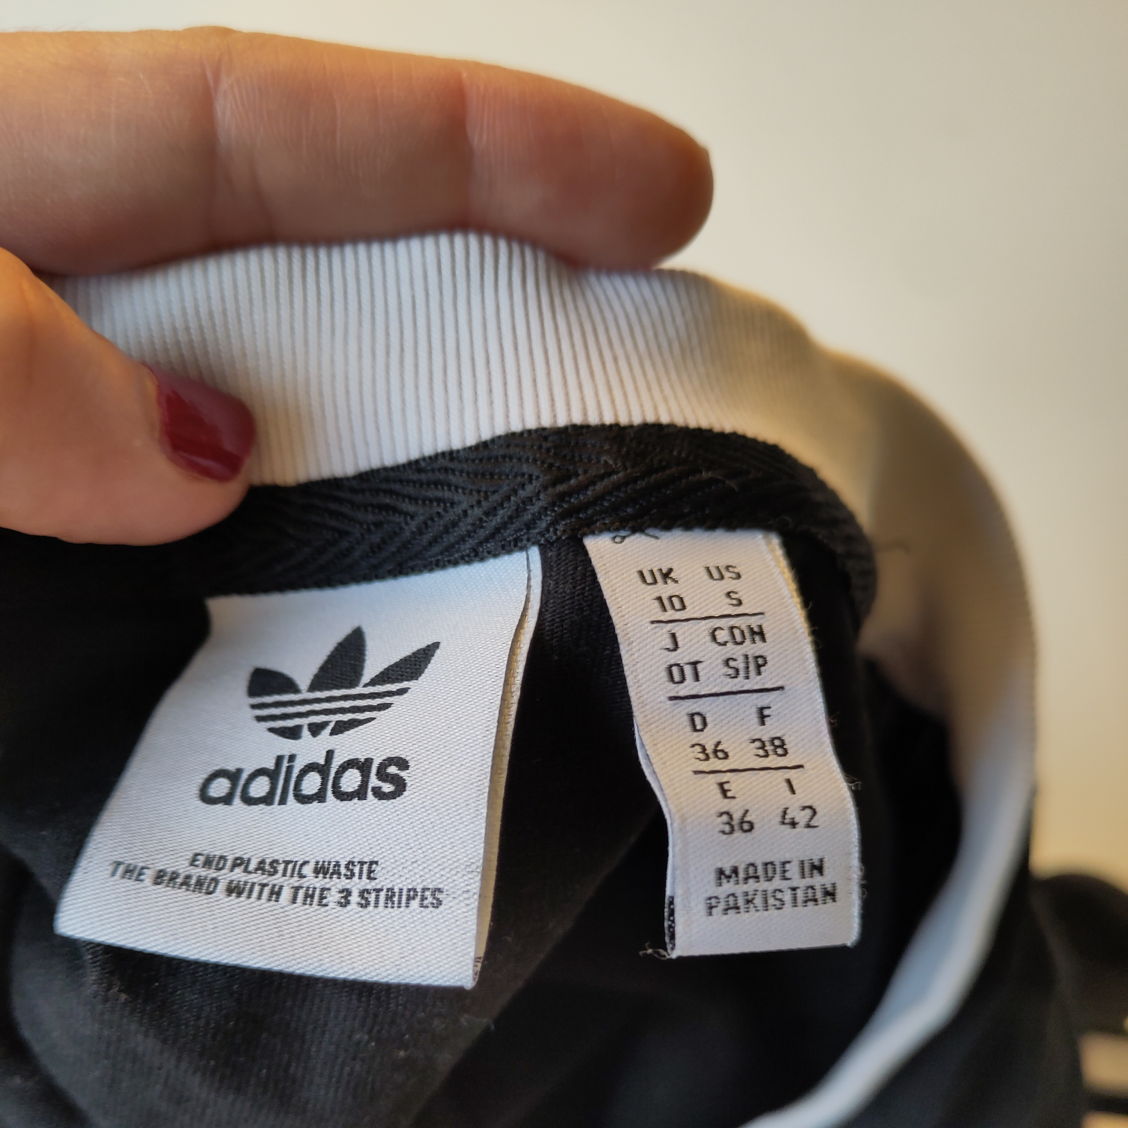 adidas
END PLASTIC WASTE
THE BRAND WITH THE 3 STRIPES
UK US
10 S
J CDN
OT S/P
D F
36 38
E I
36 42
MADE IN
PAKISTAN